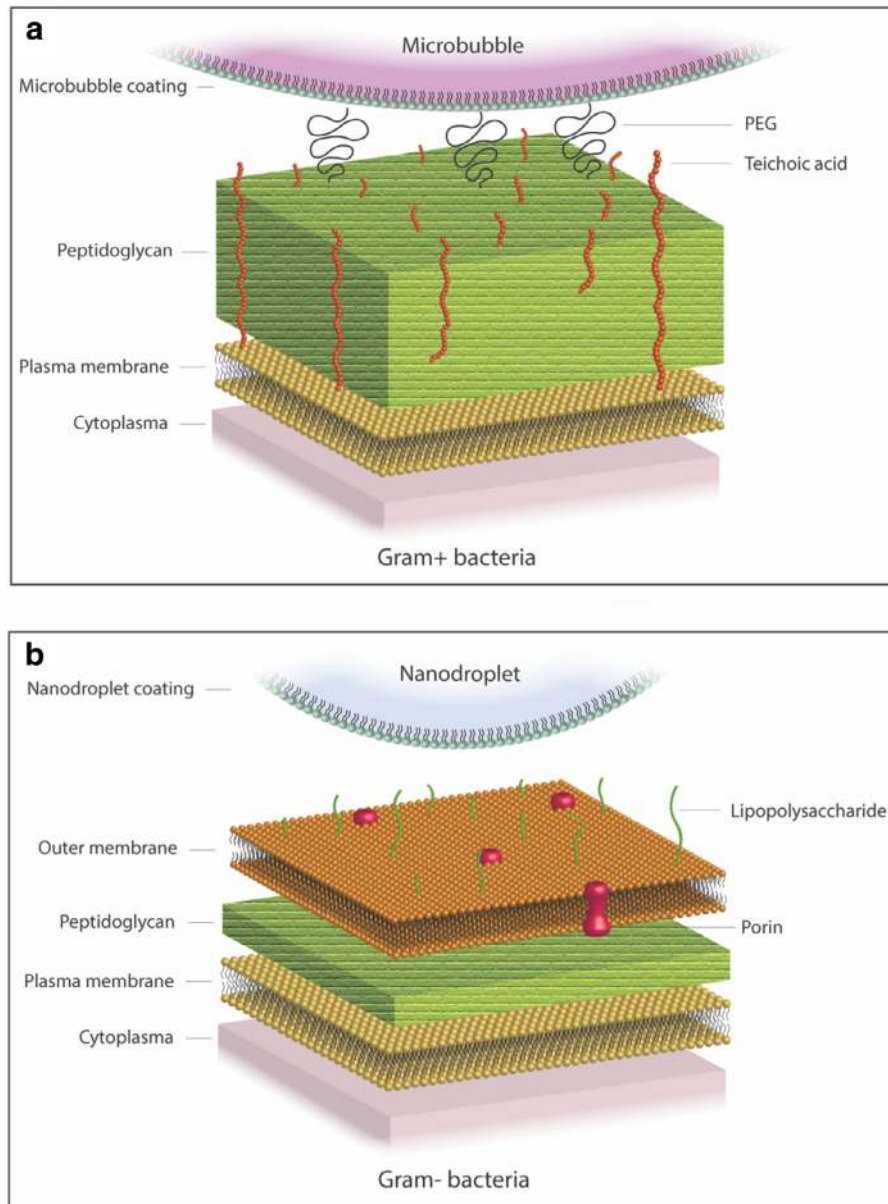 a
Microbubble
Microbubble coating
PEG
Teichoic acid
Peptidoglycan
Plasma membrane
Cytoplasma
Gram+ bacteria
b
Nanodroplet
Nanodroplet coating
Lipopolysaccharide
Outer membrane
Peptidoglycan
Porin
Plasma membrane
Cytoplasma
Gram- bacteria